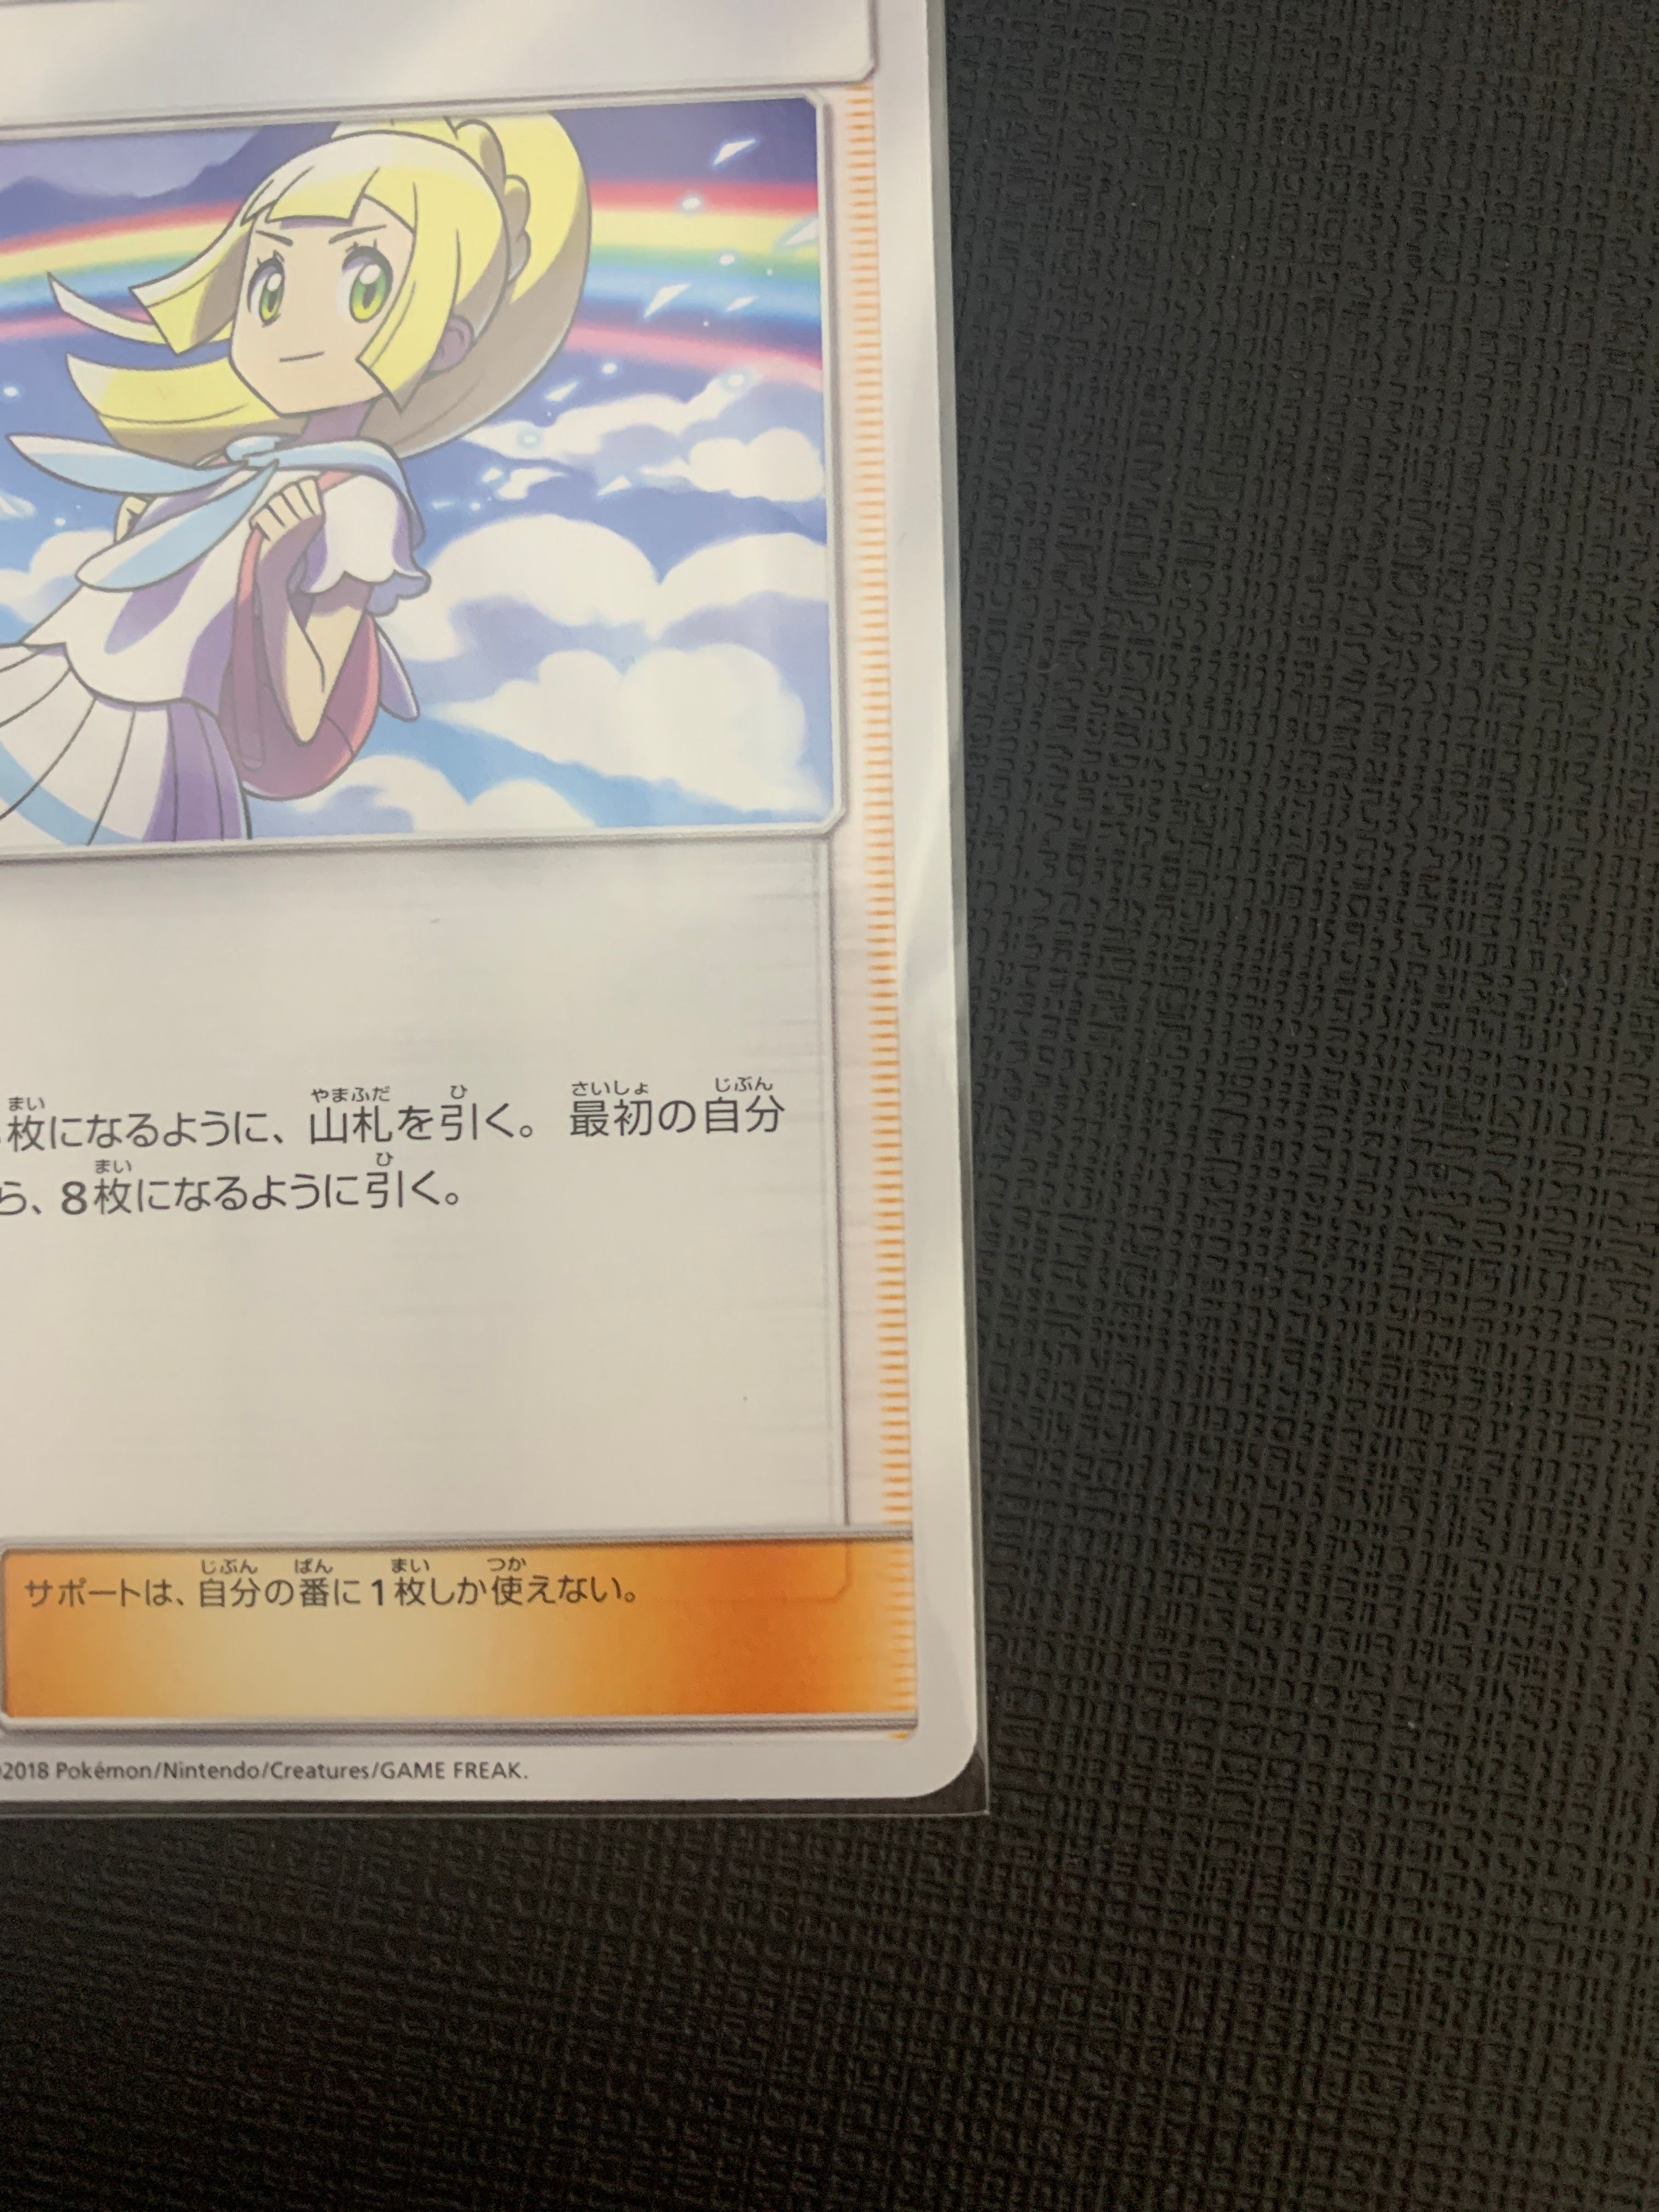 枚になるように、山札を引く。最初の自分
ら、8枚になるように引く。
サポートは、自分の番に1枚しか使えない。
©2018 Pokémon/Nintendo/Creatures/GAME FREAK.